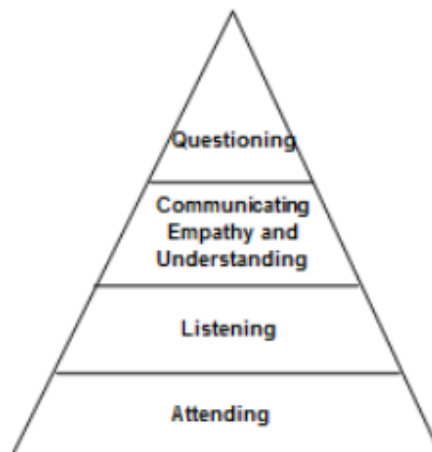 Questioning
Communicating
Empathy and
Understanding
Listening
Attending